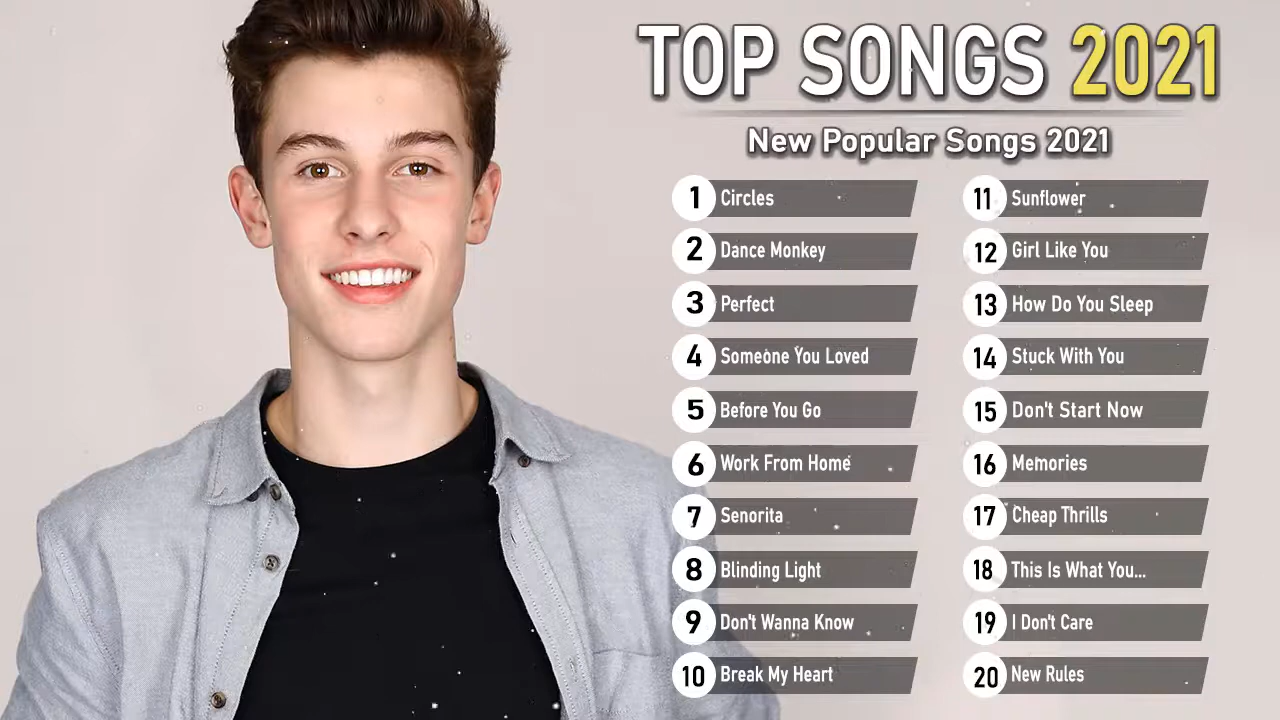 TOP SONGS 2021
New Popular Songs 2021
1 Circles
2 Dance Monkey
3 Perfect
4 Someone You Loved
5 Before You Go
6 Work From Home
7 Senorita
8 Blinding Light
9 Don't Wanna Know
10 Break My Heart
11 Sunflower
12 Girl Like You
13 How Do You Sleep
14 Stuck With You
15 Don't Start Now
16 Memories
17 Cheap Thrills
18 This Is What You...
19 I Don't Care
20 New Rules